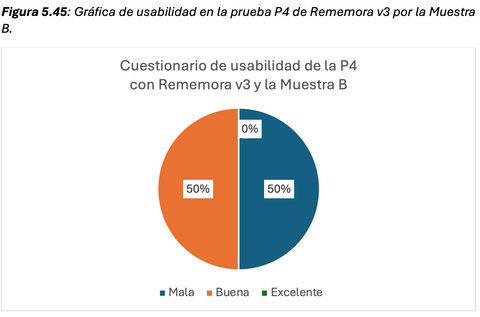 Figura 5.45: Gráfica de usabilidad en la prueba P4 de Rememora v3 por la Muestra
B.
Cuestionario de usabilidad de la P4
con Rememora v3 y la Muestra B
0%
50%
50%
Mala
Buena
Excelente